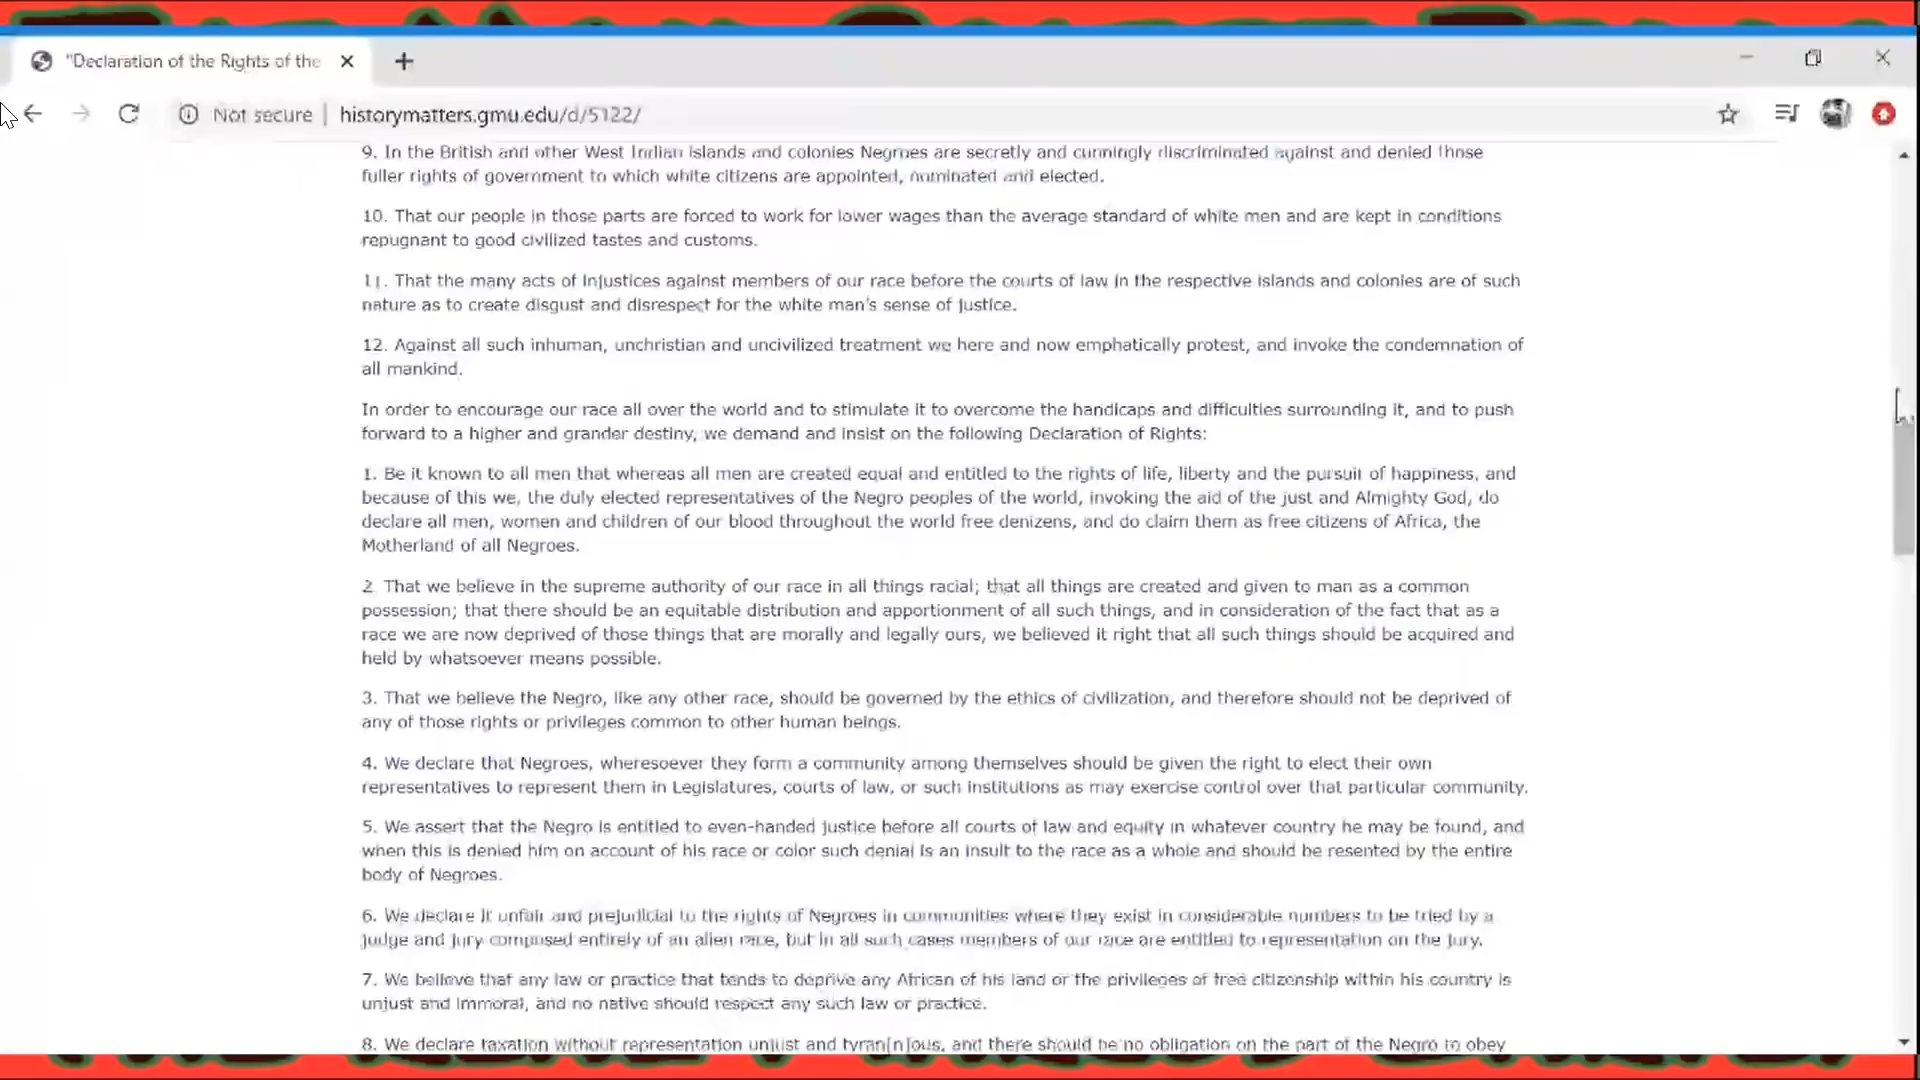 "Declaration of the Rights of the
Not secure | historymatters.gmu.edu/d/5122/
9. In the British and other West Indian Islands and colonies Negroes are secretly and cunningly discriminated against and denied those
fuller rights of government to which white citizens are appointed, nominated and elected.
10. That our people in those parts are forced to work for lower wages than the average standard of white men and are kept in conditions
repugnant to good civilized tastes and customs.
11. That the many acts of injustices against members of our race before the courts of law in the respective islands and colonies are of such
nature as to create disgust and disrespect for the white man's sense of justice.
12. Against all such inhuman, unchristian and uncivilized treatment we here and now emphatically protest, and invoke the condemnation of
all mankind.
In order to encourage our race all over the world and to stimulate it to overcome the handicaps and difficulties surrounding it, and to push
forward to a higher and grander destiny, we demand and insist on the following Declaration of Rights:
1. Be it known to all men that whereas all men are created equal and entitled to the rights of life, liberty and the pursuit of happiness, and
because of this we, the duly elected representatives of the Negro peoples of the world, invoking the aid of the just and Almighty God, do
declare all men, women and children of our blood throughout the world free denizens, and do claim them as free citizens of Africa, the
Motherland of all Negroes.
2. That we believe in the supreme authority of our race in all things racial; that all things are created and given to man as a common
possession; that there should be an equitable distribution and apportionment of all such things, and in consideration of the fact that as a
race we are now deprived of those things that are morally and legally ours, we believed it right that all such things should be acquired and
held by whatsoever means possible.
3. That we believe the Negro, like any other race, should be governed by the ethics of civilization, and therefore should not be deprived of
any of those rights or privileges common to other human beings.
4. We declare that Negroes, wheresoever they form a community among themselves should be given the right to elect their own
representatives to represent them in Legislatures, courts of law, or such institutions as may exercise control over that particular community.
5. We assert that the Negro is entitled to even-handed justice before all courts of law and equity in whatever country he may be found, and
when this is denied him on account of his race or color such denial is an insult to the race as a whole and should be resented by the entire
body of Negroes.
6. We declare it unfair and prejudicial to the rights of Negroes in communities where they exist in considerable numbers to be tried by a
judge and jury composed entirely of an alien race, but in all such cases members of our race are entitled to representation on the jury.
7. We believe that any law or practice that tends to deprive any African of his land or the privileges of free citizenship within his country is
unjust and immoral, and no native should respect any such law or practice.
8. We declare taxation without representation unjust and tyran[n]ous, and there should be no obligation on the part of the Negro to obey